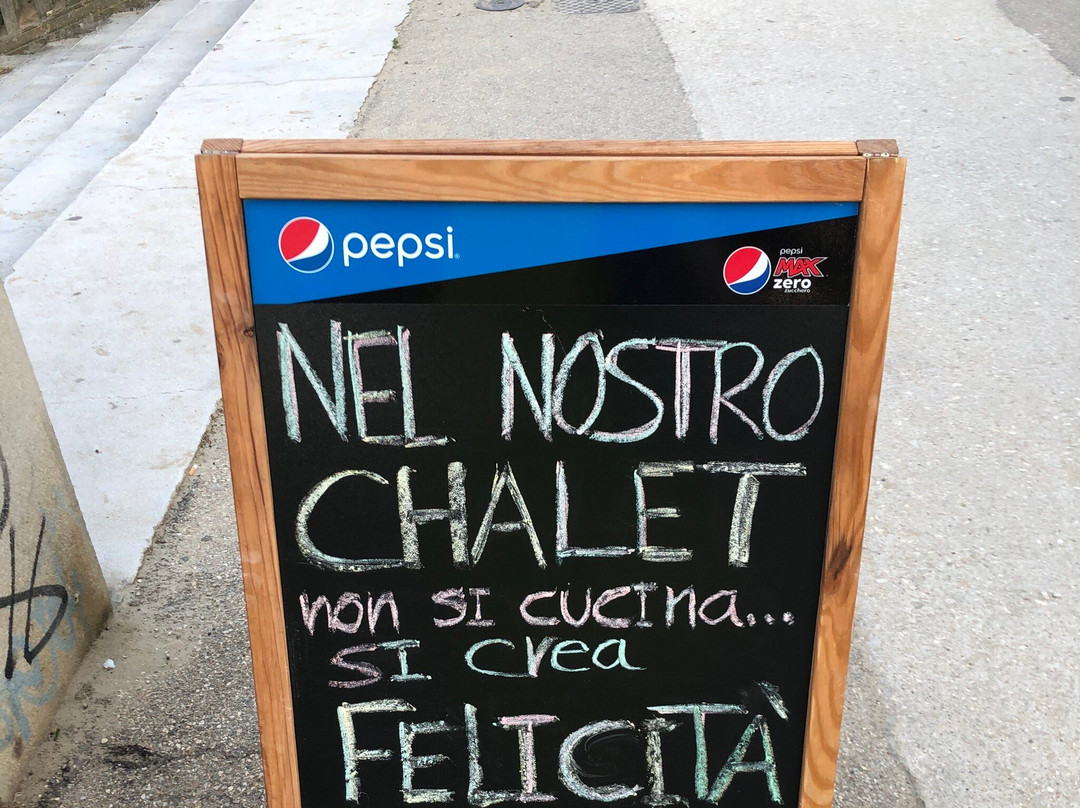 pepsi
pepsi
MAX
zero
zucchero
NEL NOSTRO
CHALET
non SI cucIna...
SI crea
FELICITÀ